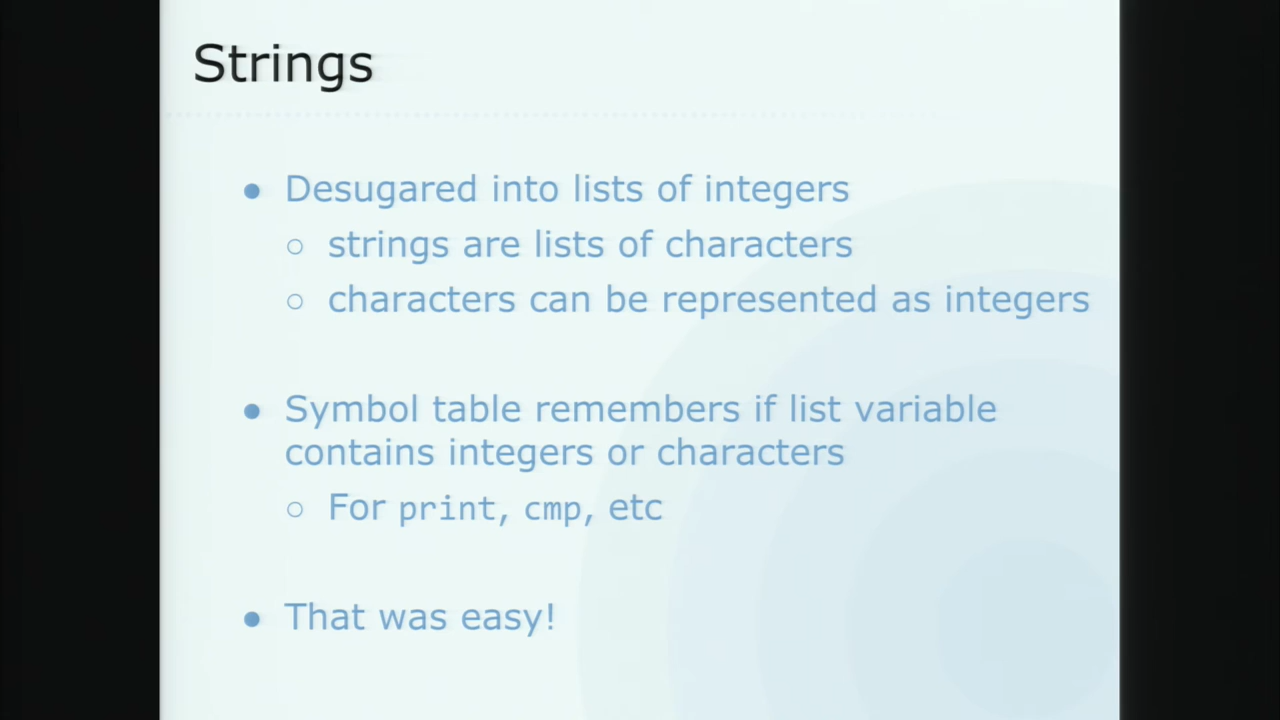 Strings
● Desugared into lists of integers
○ strings are lists of characters
○ characters can be represented as integers
● Symbol table remembers if list variable
contains integers or characters
○ For print, cmp, etc
● That was easy!